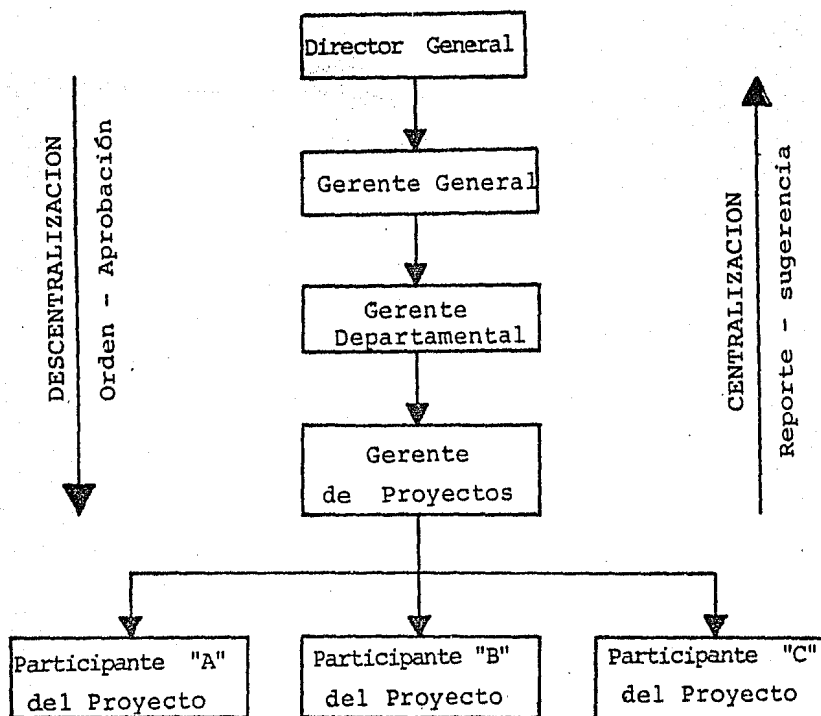 Director General
Gerente General
Gerente
Departamental
Gerente
de Proyectos
DESCENTRALIZACION
Orden - Aprobación
CENTRALIZACION
Reporte - sugerencia
Participante "A"
del Proyecto
Participante "B"
del Proyecto
Participante "C"
del Proyecto